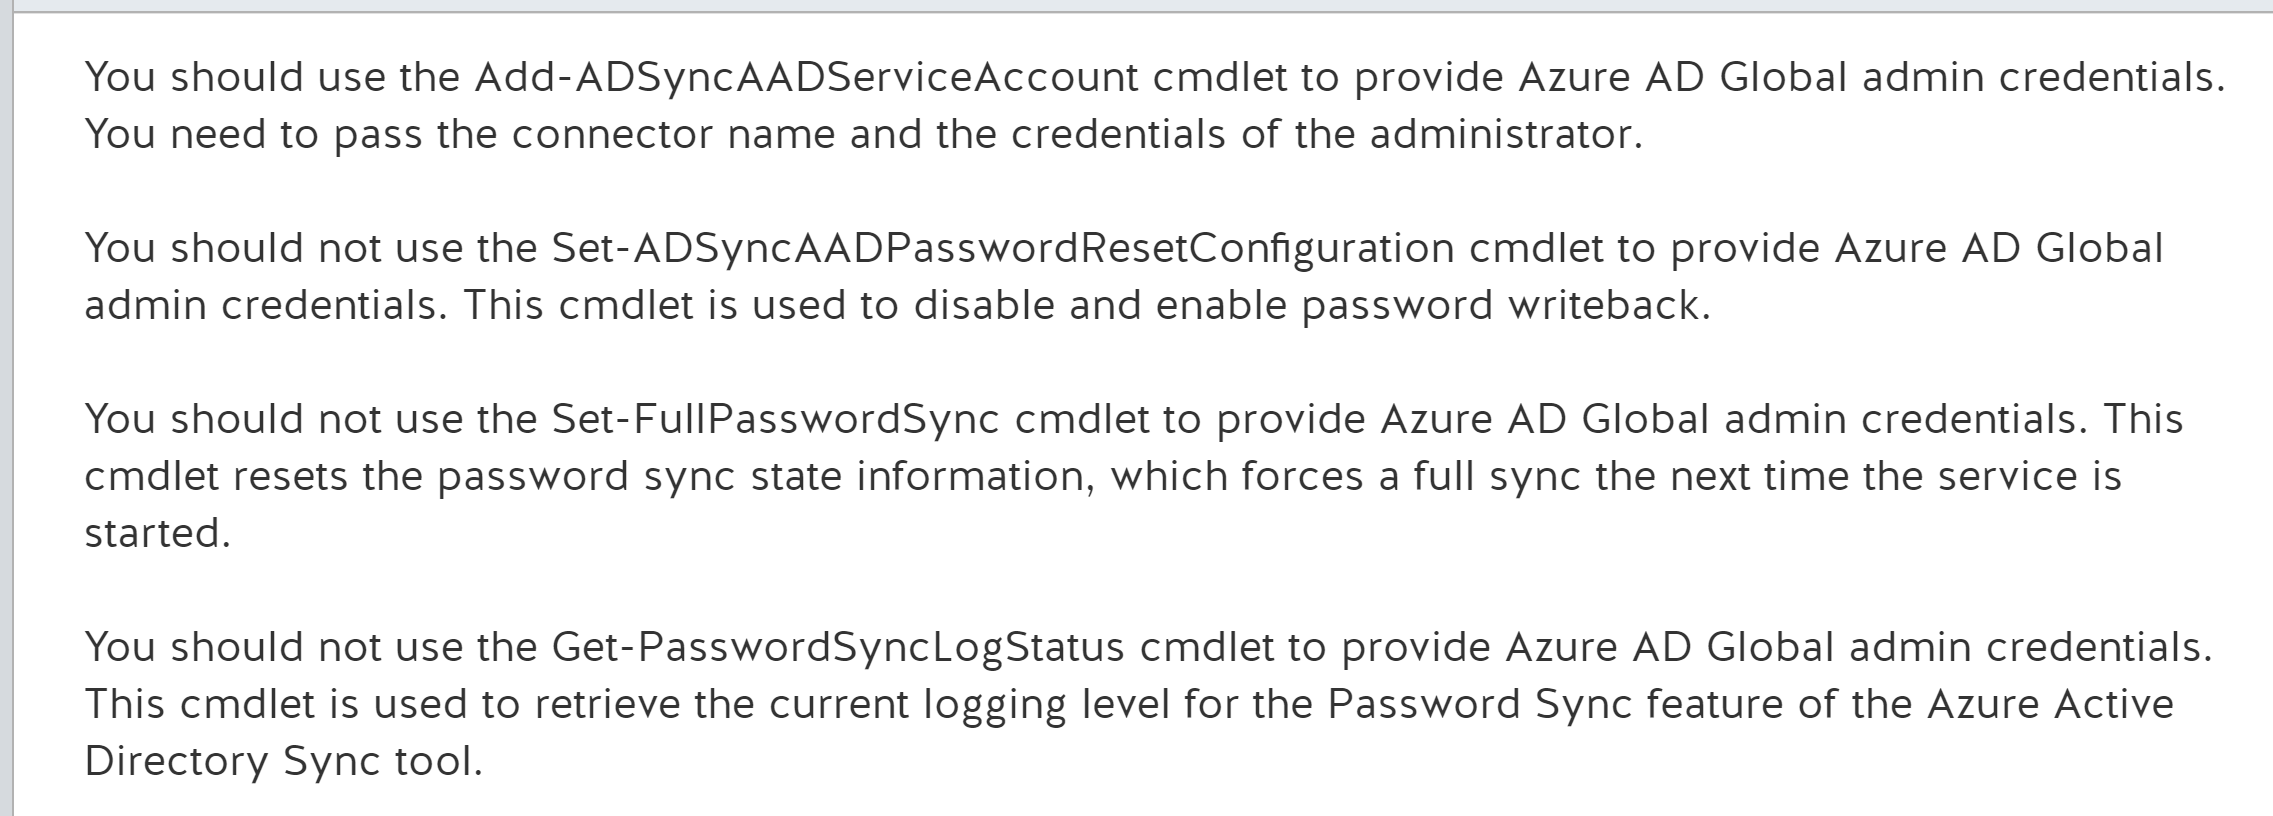 You should use the Add-ADSyncAADServiceAccount cmdlet to provide Azure AD Global admin credentials.
You need to pass the connector name and the credentials of the administrator.
You should not use the Set-ADSyncAADPasswordResetConfiguration cmdlet to provide Azure AD Global
admin credentials. This cmdlet is used to disable and enable password writeback.
You should not use the Set-FullPasswordSync cmdlet to provide Azure AD Global admin credentials. This
cmdlet resets the password sync state information, which forces a full sync the next time the service is
started.
You should not use the Get-PasswordSyncLogStatus cmdlet to provide Azure AD Global admin credentials.
This cmdlet is used to retrieve the current logging level for the Password Sync feature of the Azure Active
Directory Sync tool.